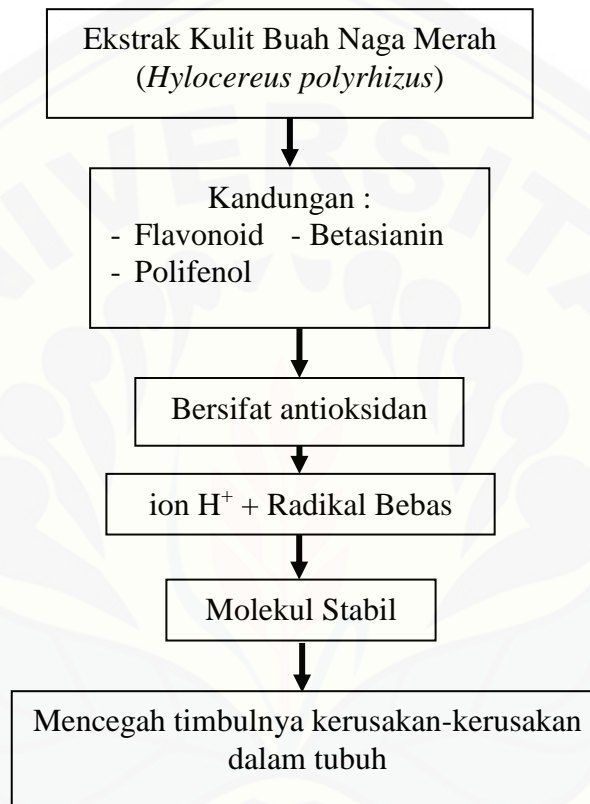 Ekstrak Kulit Buah Naga Merah
(Hylocereus polyrhizus)
Kandungan :
- Flavonoid - Betasianin
- Polifenol
Bersifat antioksidan
ion H⁺ + Radikal Bebas
Molekul Stabil
Mencegah timbulnya kerusakan-kerusakan
dalam tubuh